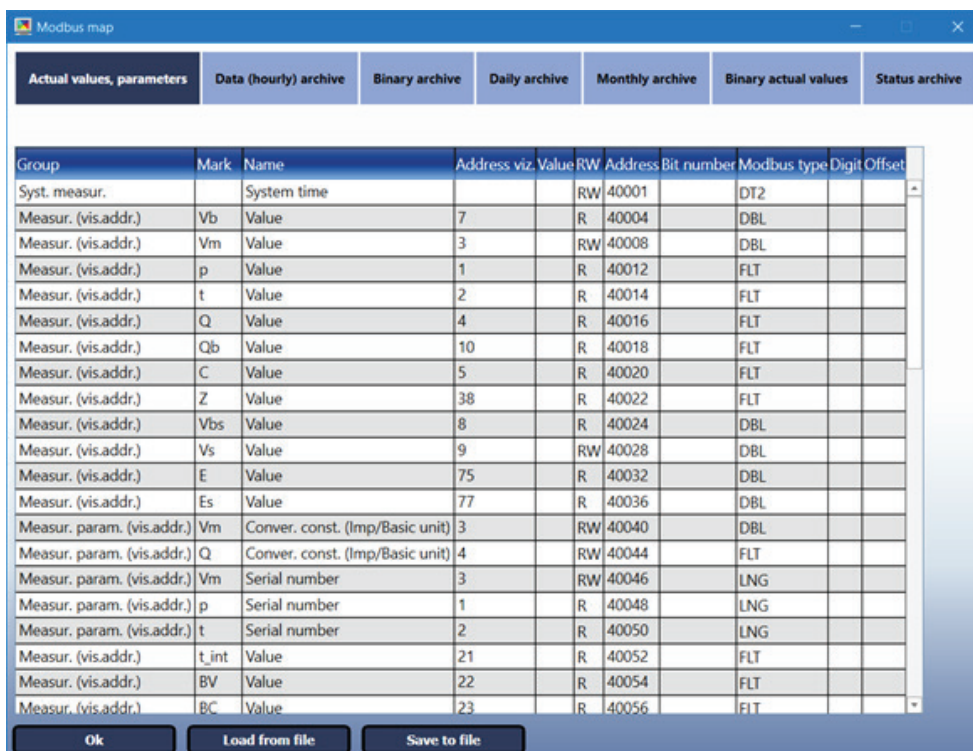 Modbus map
Actual values, parameters Data (hourly) archive Binary archive Daily archive Monthly archive Binary actual values Status archive
Group Mark Name Address viz. Value RW Address Bit number Modbus type Digit Offset
Syst. measur. System time RW 40001 DT2
Measur. (vis.addr.) Vb Value 7 R 40004 DBL
Measur. (vis.addr.) Vm Value 3 RW 40008 DBL
Measur. (vis.addr.) p Value 1 R 40012 FLT
Measur. (vis.addr.) t Value 2 R 40014 FLT
Measur. (vis.addr.) Q Value 4 R 40016 FLT
Measur. (vis.addr.) Qb Value 10 R 40018 FLT
Measur. (vis.addr.) C Value 5 R 40020 FLT
Measur. (vis.addr.) Z Value 38 R 40022 FLT
Measur. (vis.addr.) Vbs Value 8 R 40024 DBL
Measur. (vis.addr.) Vs Value 9 RW 40028 DBL
Measur. (vis.addr.) E Value 75 R 40032 DBL
Measur. (vis.addr.) Es Value 77 R 40036 DBL
Measur. param. (vis.addr.) Vm Conver. const. (Imp/Basic unit) 3 RW 40040 DBL
Measur. param. (vis.addr.) Q Conver. const. (Imp/Basic unit) 4 RW 40044 FLT
Measur. param. (vis.addr.) Vm Serial number 3 RW 40046 LNG
Measur. param. (vis.addr.) p Serial number 1 R 40048 LNG
Measur. param. (vis.addr.) t Serial number 2 R 40050 LNG
Measur. (vis.addr.) t_int Value 21 R 40052 FLT
Measur. (vis.addr.) BV Value 22 R 40054 FLT
Measur. (vis.addr.) BC Value 23 R 40056 FLT
Ok Load from file Save to file